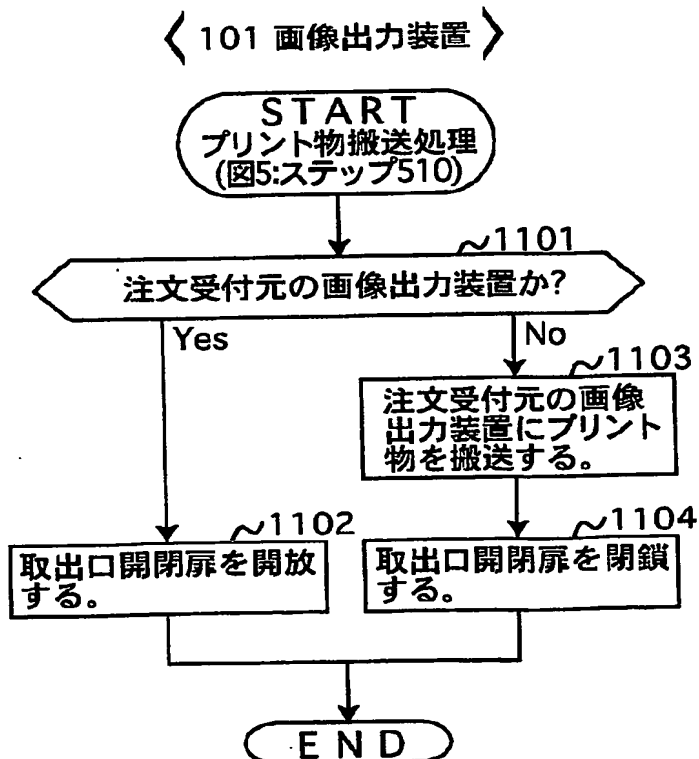 〈101 画像出力装置〉
START
プリント物搬送処理
(図5:ステップ510)
1101
注文受付元の画像出力装置か?
Yes
No
1103
注文受付元の画像
出力装置にプリント
物を搬送する。
1102
取出口開閉扉を開放
する。
1104
取出口開閉扉を閉鎖
する。
END